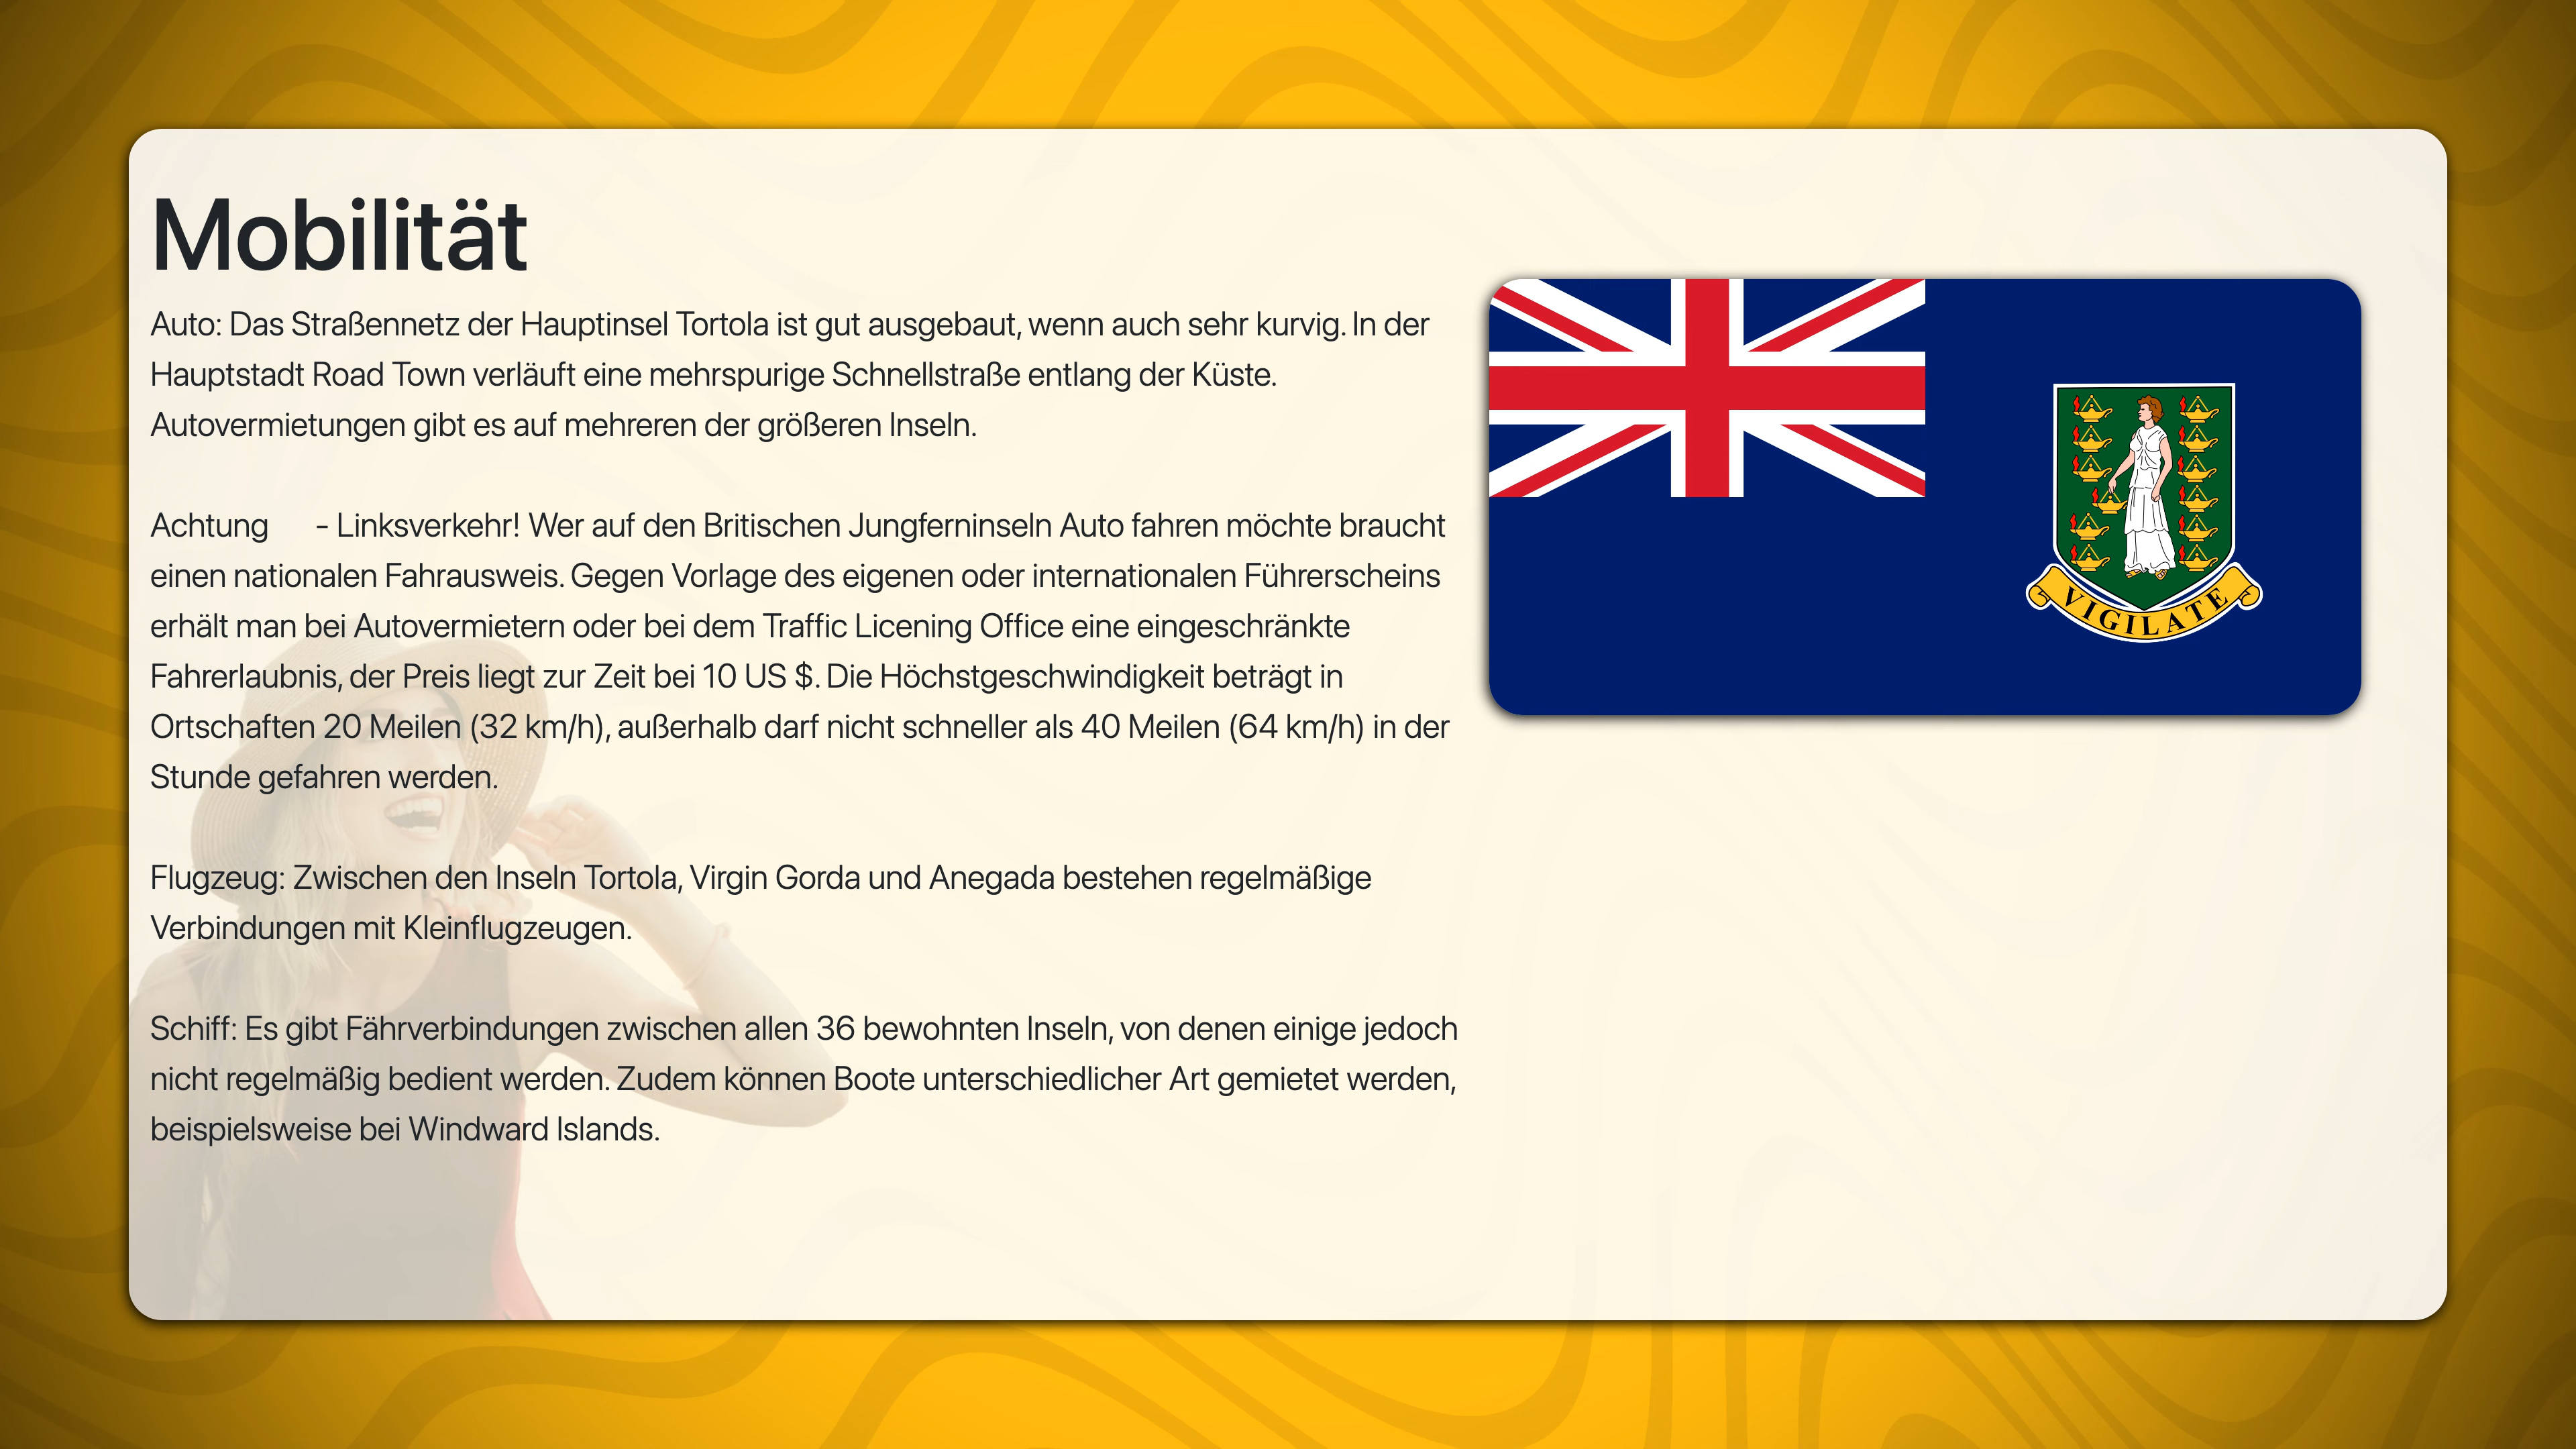 Mobilität
Auto: Das Straßennetz der Hauptinsel Tortola ist gut ausgebaut, wenn auch sehr kurvig. In der
Hauptstadt Road Town verläuft eine mehrspurige Schnellstraße entlang der Küste.
Autovermietungen gibt es auf mehreren der größeren Inseln.
Achtung - Linksverkehr! Wer auf den Britischen Jungferninseln Auto fahren möchte braucht
einen nationalen Fahrausweis. Gegen Vorlage des eigenen oder internationalen Führerscheins
erhält man bei Autovermietern oder bei dem Traffic Licening Office eine eingeschränkte
Fahrerlaubnis, der Preis liegt zur Zeit bei 10 US $. Die Höchstgeschwindigkeit beträgt in
Ortschaften 20 Meilen (32 km/h), außerhalb darf nicht schneller als 40 Meilen (64 km/h) in der
Stunde gefahren werden.
Flugzeug: Zwischen den Inseln Tortola, Virgin Gorda und Anegada bestehen regelmäßige
Verbindungen mit Kleinflugzeugen.
Schiff: Es gibt Fährverbindungen zwischen allen 36 bewohnten Inseln, von denen einige jedoch
nicht regelmäßig bedient werden. Zudem können Boote unterschiedlicher Art gemietet werden,
beispielsweise bei Windward Islands.
VIGILATE